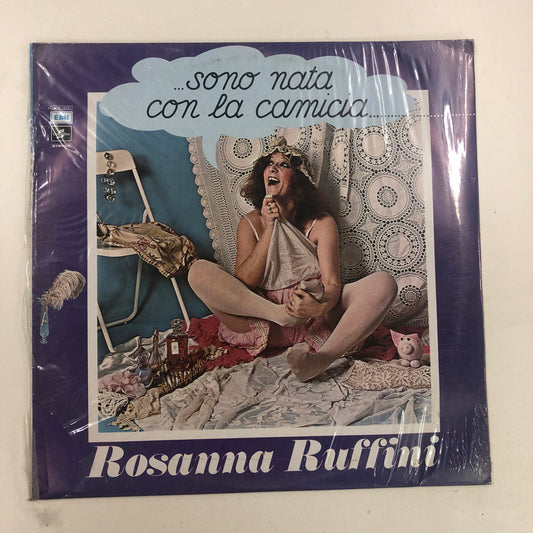 ...sono nata
con la camicia...............
EMI
Rosanna Ruffini